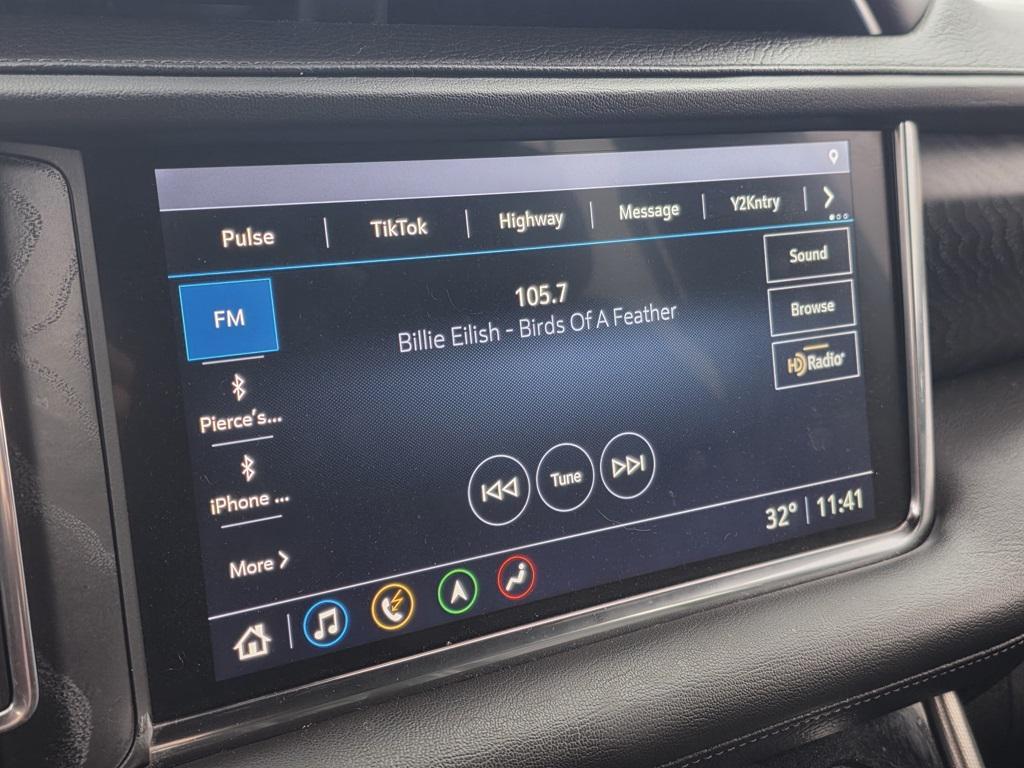 Pulse
TikTok
Highway
Message
Y2Kntry
FM
105.7
Billie Eilish - Birds Of A Feather
Sound
Browse
HD Radio
Pierce's...
iPhone ...
Tune
More
32° 11:41